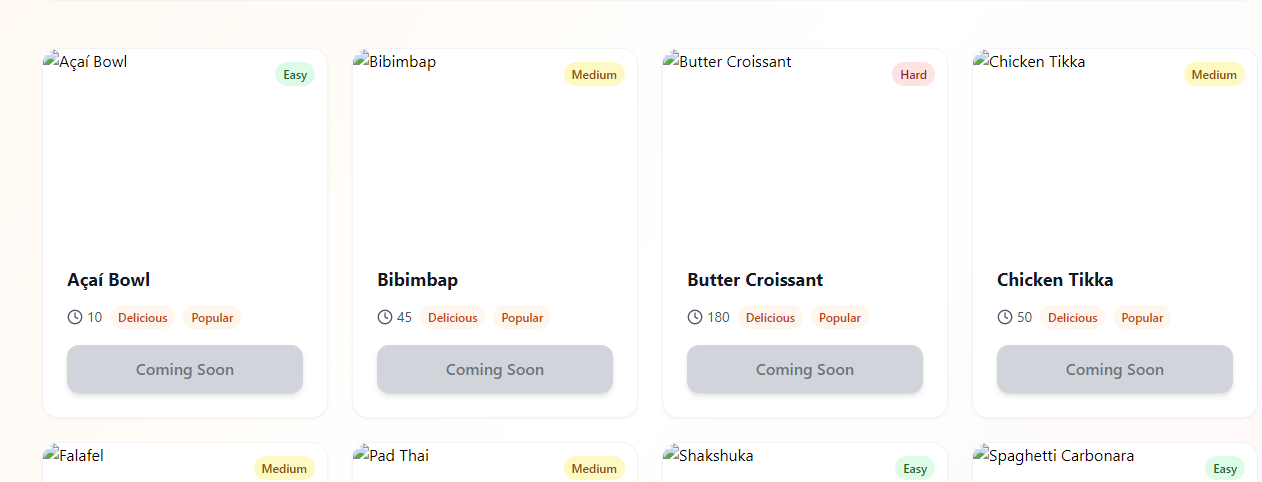 Açaí Bowl
Easy
Açaí Bowl
10 Delicious Popular
Coming Soon
Bibimbap
Medium
Bibimbap
45 Delicious Popular
Coming Soon
Butter Croissant
Hard
Butter Croissant
180 Delicious Popular
Coming Soon
Chicken Tikka
Medium
Chicken Tikka
50 Delicious Popular
Coming Soon
Falafel
Medium
Pad Thai
Medium
Shakshuka
Easy
Spaghetti Carbonara
Easy